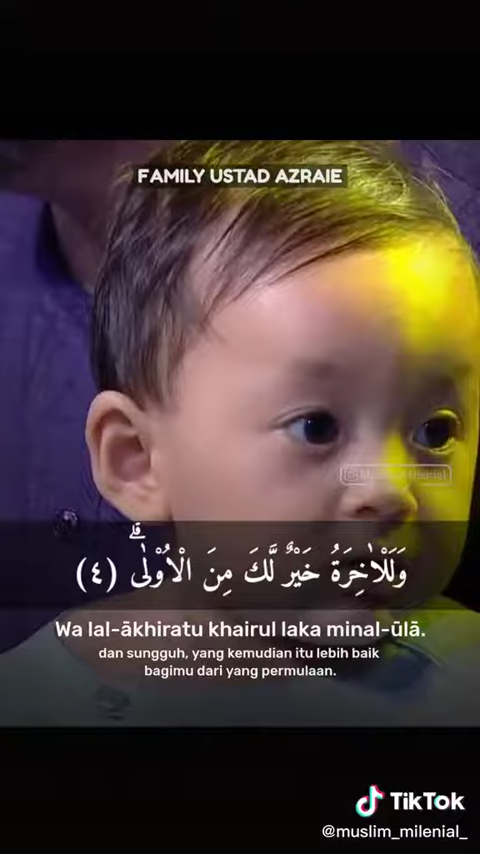 FAMILY USTAD AZRAIE
وَلَلْاٰخِرَةُ خَيْرٌ لَّكَ مِنَ الْاُوْلٰىۗ (٤)
Wa lal-ākhiratu khairul laka minal-ūlā.
dan sungguh, yang kemudian itu lebih baik
bagimu dari yang permulaan.
TikTok
@muslim_milenial_